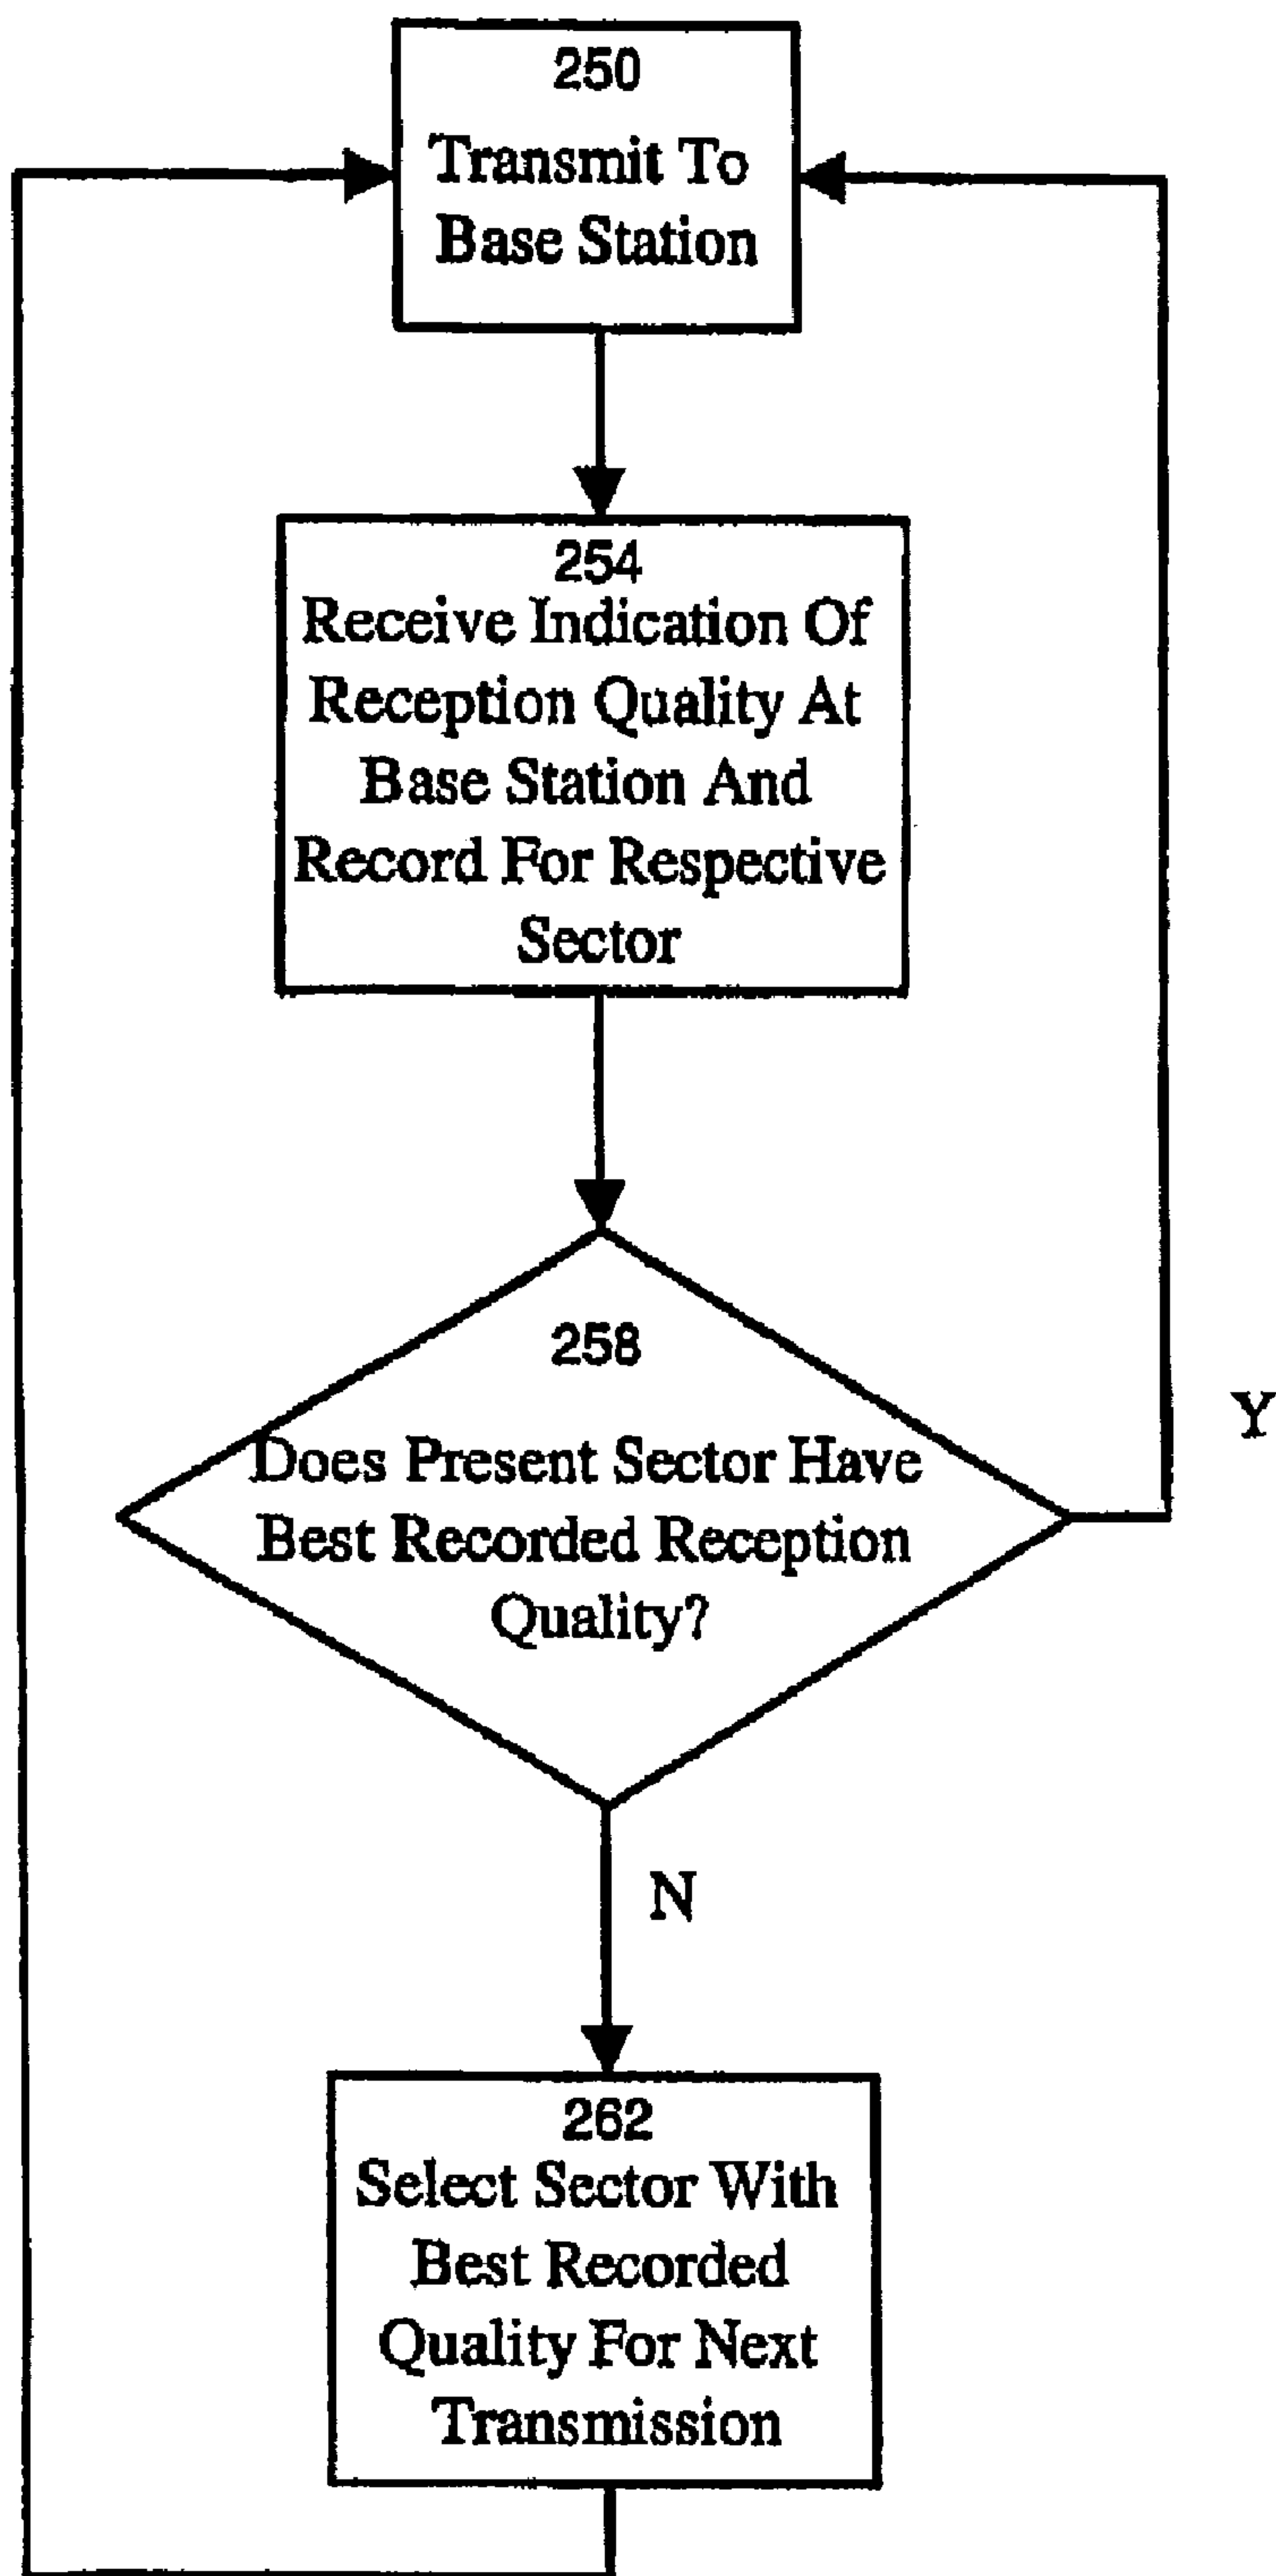 250
Transmit To
Base Station
254
Receive Indication Of
Reception Quality At
Base Station And
Record For Respective
Sector
258
Does Present Sector Have
Best Recorded Reception
Quality?
Y
N
262
Select Sector With
Best Recorded
Quality For Next
Transmission